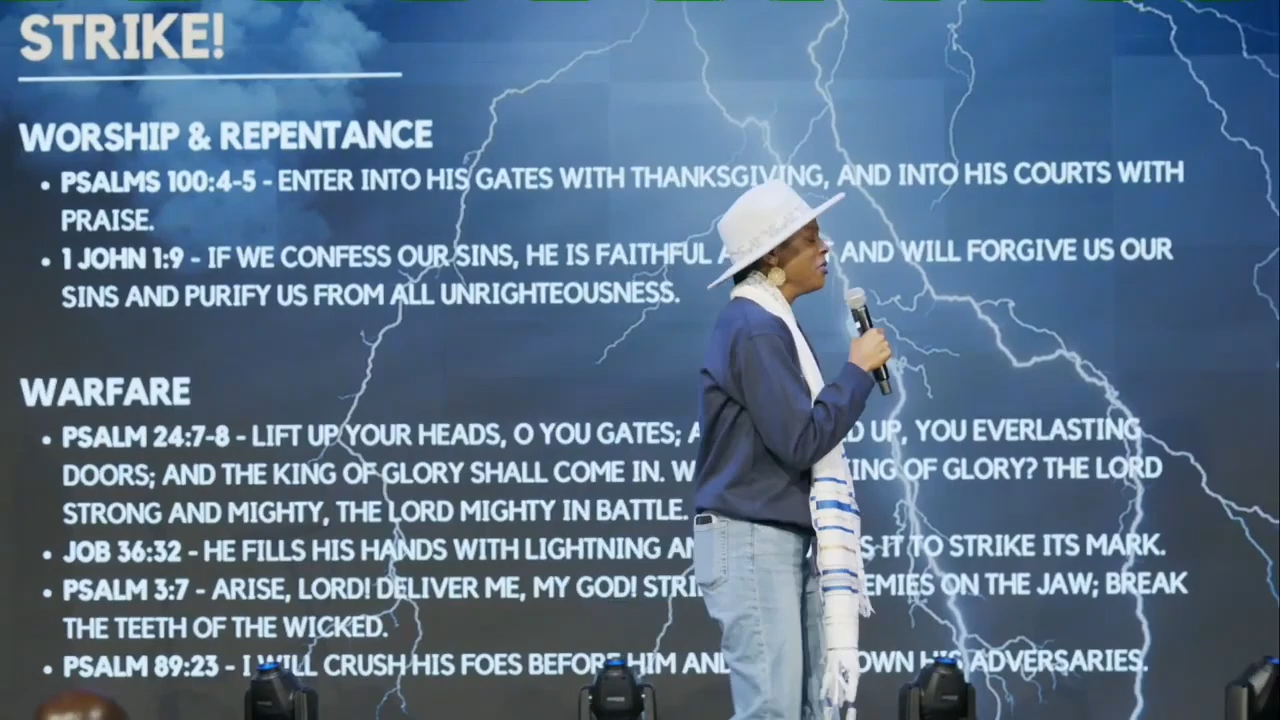 STRIKE!
WORSHIP & REPENTANCE
• PSALMS 100:4-5 - ENTER INTO HIS GATES WITH THANKSGIVING, AND INTO HIS COURTS WITH
PRAISE.
• 1 JOHN 1:9 - IF WE CONFESS OUR SINS, HE IS FAITHFUL AND WILL FORGIVE US OUR
SINS AND PURIFY US FROM ALL UNRIGHTEOUSNESS.
WARFARE
• PSALM 24:7-8 - LIFT UP YOUR HEADS, O YOU GATES; UP, YOU EVERLASTING
DOORS; AND THE KING OF GLORY SHALL COME IN. OF GLORY? THE LORD
STRONG AND MIGHTY, THE LORD MIGHTY IN BATTLE.
• JOB 36:32 - HE FILLS HIS HANDS WITH LIGHTNING IT TO STRIKE ITS MARK.
• PSALM 3:7 - ARISE, LORD! DELIVER ME, MY GOD! ON THE JAW; BREAK
THE TEETH OF THE WICKED.
• PSALM 89:23 - I WILL CRUSH HIS FOES BEFORE HIM AND HIS ADVERSARIES.